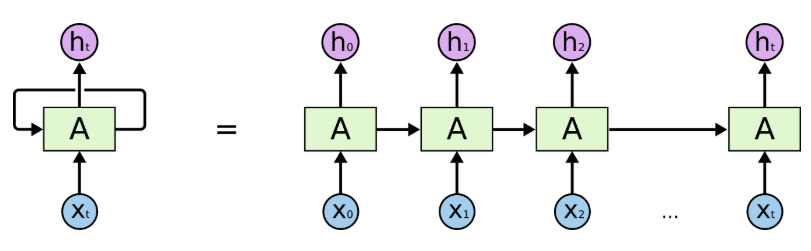 hₜ h₀ h₁ h₂ hₜ
A = A A A A
xₜ x₀ x₁ x₂ ... xₜ